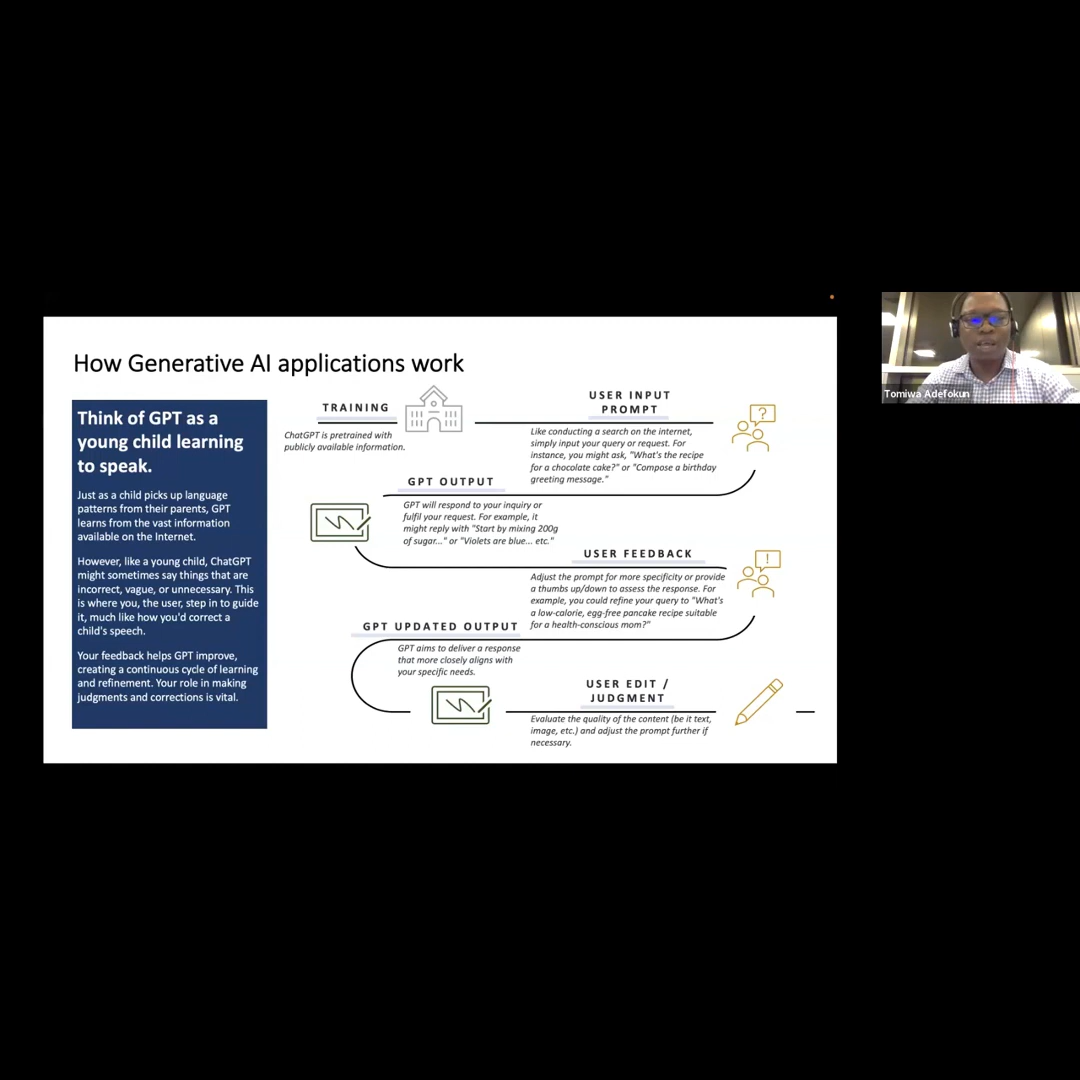 How Generative AI applications work
Think of GPT as a
young child learning
to speak.
Just as a child picks up language
patterns from their parents, GPT
learns from the vast information
available on the Internet.
However, like a young child, ChatGPT
might sometimes say things that are
incorrect, vague, or unnecessary. This
is where you, the user, step in to guide
it, much like how you'd correct a
child's speech.
Your feedback helps GPT improve,
creating a continuous cycle of learning
and refinement. Your role in making
judgments and corrections is vital.
TRAINING
ChatGPT is pretrained with
publicly available information.
USER INPUT
PROMPT
?
Like conducting a search on the internet,
simply input your query or request. For
instance, you might ask, "What's the recipe
for a chocolate cake?" or "Compose a birthday
greeting message."
GPT OUTPUT
GPT will respond to your inquiry or
fulfil your request. For example, it
might reply with "Start by mixing 200g
of sugar..." or "Violets are blue... etc."
USER FEEDBACK
!
Adjust the prompt for more specificity or provide
a thumbs up/down to assess the response. For
example, you could refine your query to "What's
a low-calorie, egg-free pancake recipe suitable
for a health-conscious mom?"
GPT UPDATED OUTPUT
GPT aims to deliver a response
that more closely aligns with
your specific needs.
USER EDIT /
JUDGMENT
Evaluate the quality of the content (be it text,
image, etc.) and adjust the prompt further if
necessary.
Tomiwa Adefokun